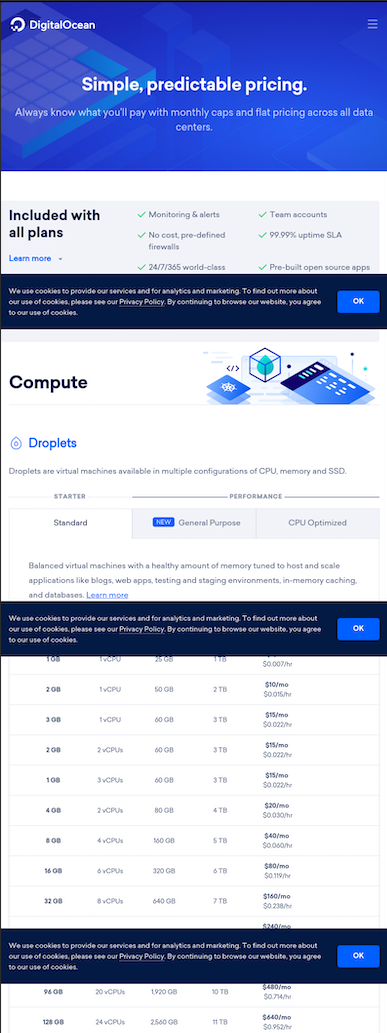 DigitalOcean
Simple, predictable pricing.
Always know what you'll pay with monthly caps and flat pricing across all data
centers.
Included with
all plans
Learn more
Monitoring & alerts
Team accounts
No cost, pre-defined
firewalls
99.99% uptime SLA
24/7/365 world-class
Pre-built open source apps
We use cookies to provide our services and for analytics and marketing. To find out more about
our use of cookies, please see our Privacy Policy. By continuing to browse our website, you agree
to our use of cookies.
OK
Compute
Droplets
Droplets are virtual machines available in multiple configurations of CPU, memory and SSD.
STARTER
PERFORMANCE
Standard
NEW General Purpose
CPU Optimized
Balanced virtual machines with a healthy amount of memory tuned to host and scale
applications like blogs, web apps, testing and staging environments, in-memory caching,
and databases. Learn more
We use cookies to provide our services and for analytics and marketing. To find out more about
our use of cookies, please see our Privacy Policy. By continuing to browse our website, you agree
to our use of cookies.
OK
1 GB 1 vCPU 25 GB 1 TB
$0.007/hr
2 GB 1 vCPU 50 GB 2 TB $10/mo
$0.015/hr
3 GB 1 vCPU 60 GB 3 TB $15/mo
$0.022/hr
2 GB 2 vCPUs 60 GB 3 TB $15/mo
$0.022/hr
1 GB 3 vCPUs 60 GB 3 TB $15/mo
$0.022/hr
4 GB 2 vCPUs 80 GB 4 TB $20/mo
$0.030/hr
8 GB 4 vCPUs 160 GB 5 TB $40/mo
$0.060/hr
16 GB 6 vCPUs 320 GB 6 TB $80/mo
$0.119/hr
32 GB 8 vCPUs 640 GB 7 TB $160/mo
$0.238/hr
$240/mo
We use cookies to provide our services and for analytics and marketing. To find out more about
our use of cookies, please see our Privacy Policy. By continuing to browse our website, you agree
to our use of cookies.
OK
96 GB 20 vCPUs 1,920 GB 10 TB $480/mo
$0.714/hr
128 GB 24 vCPUs 2,560 GB 11 TB $640/mo
$0.952/hr